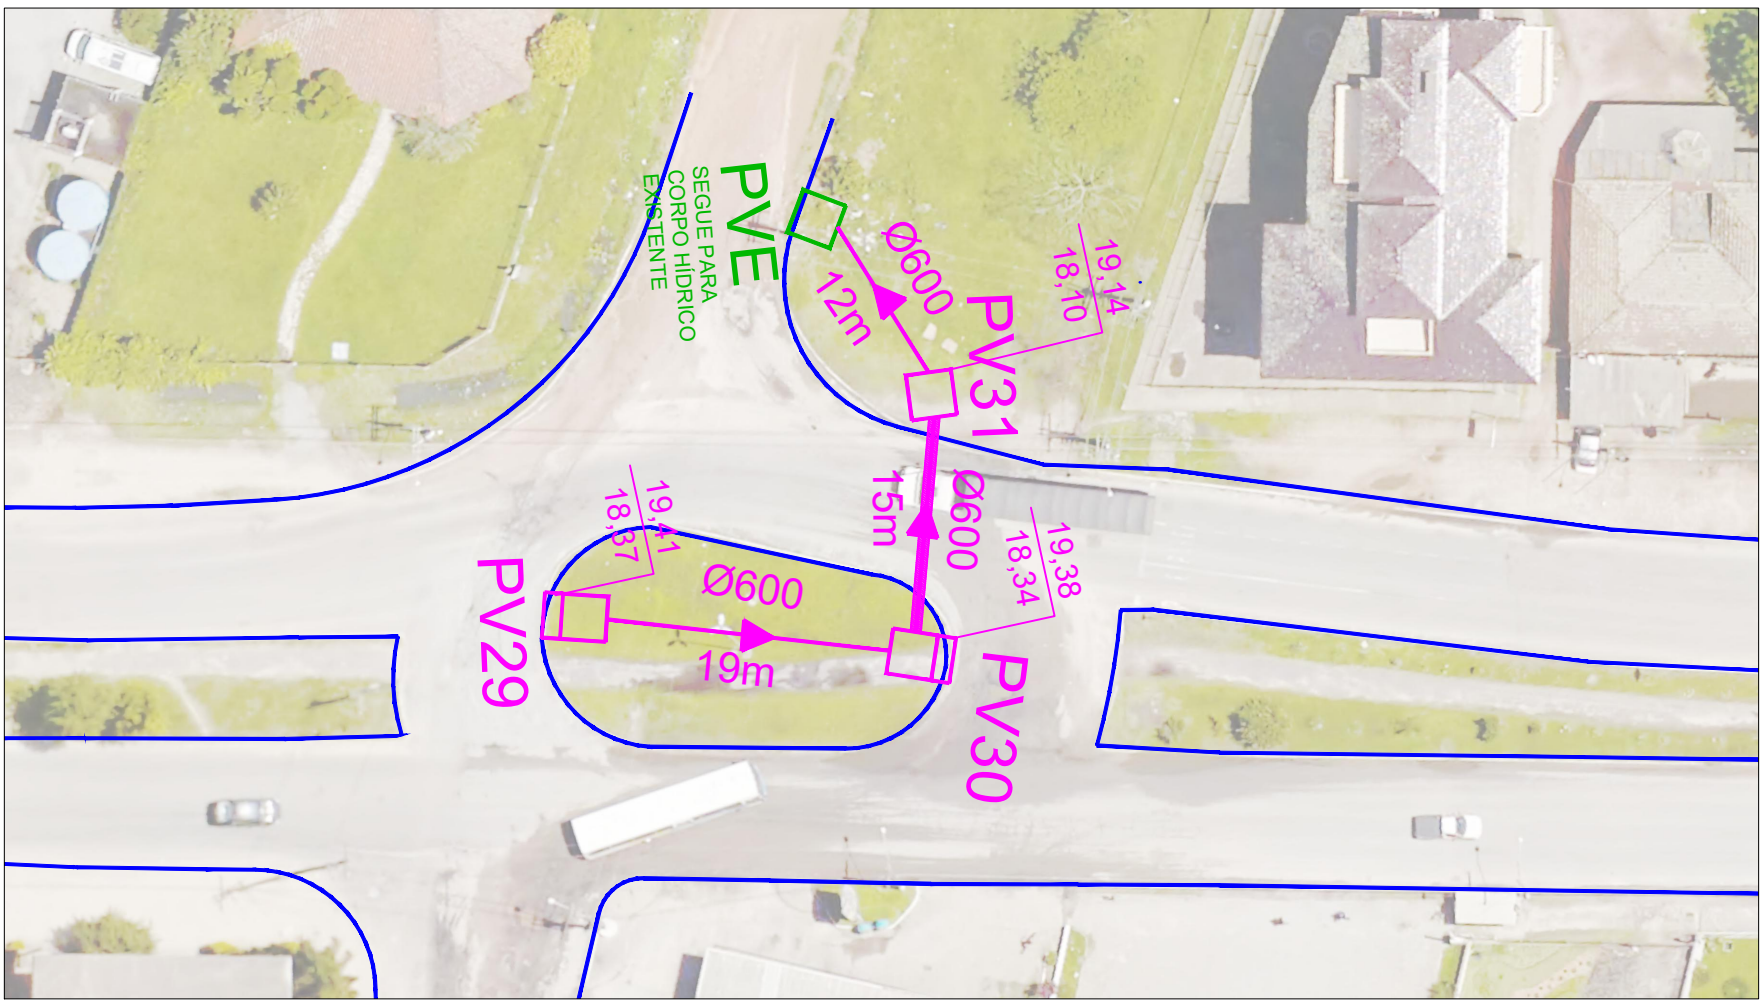 PVE
SEGUE PARA
CORPO HÍDRICO
EXISTENTE
Ø600
12m
19,14
18,10
PV31
Ø600
15m
19,41
18,37
PV29
Ø600
19m
19,38
18,34
PV30